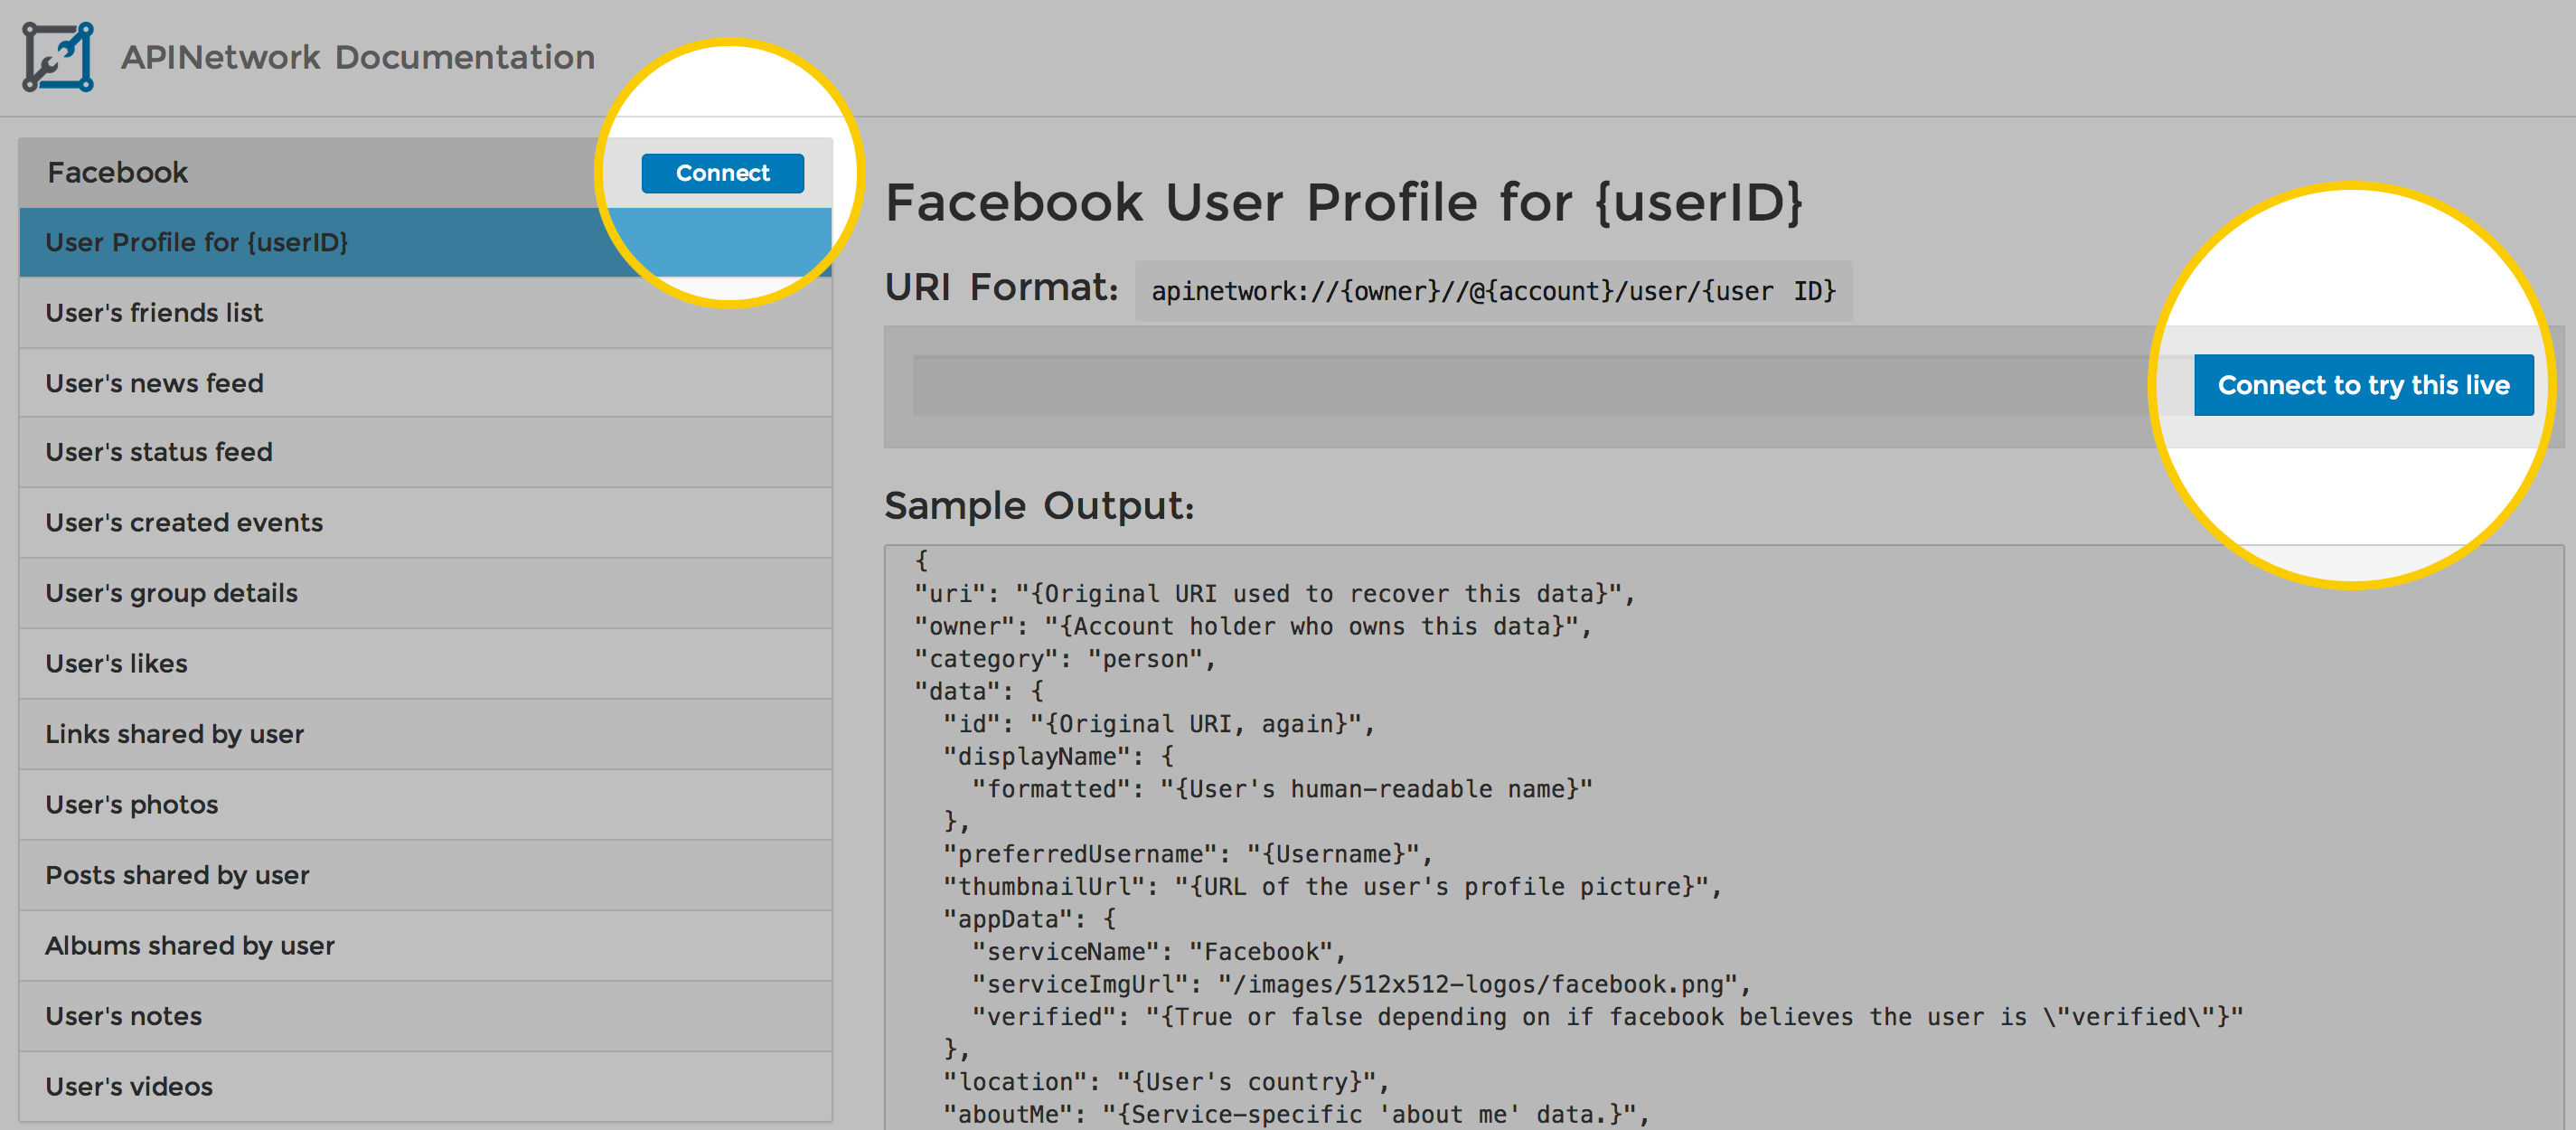 APINetwork Documentation
Facebook
Connect
User Profile for {userID}
User's friends list
User's news feed
User's status feed
User's created events
User's group details
User's likes
Links shared by user
User's photos
Posts shared by user
Albums shared by user
User's notes
User's videos
Facebook User Profile for {userID}
URI Format: apinetwork://{owner}//@{account}/user/{user ID}
Connect to try this live
Sample Output:
{
"uri": "{Original URI used to recover this data}",
"owner": "{Account holder who owns this data}",
"category": "person",
"data": {
"id": "{Original URI, again}",
"displayName": {
"formatted": "{User's human-readable name}"
},
"preferredUsername": "{Username}",
"thumbnailUrl": "{URL of the user's profile picture}",
"appData": {
"serviceName": "Facebook",
"serviceImgUrl": "/images/512x512-logos/facebook.png",
"verified": "{True or false depending on if facebook believes the user is \"verified\"}"
},
"location": "{User's country}",
"aboutMe": "{Service-specific 'about me' data.}",